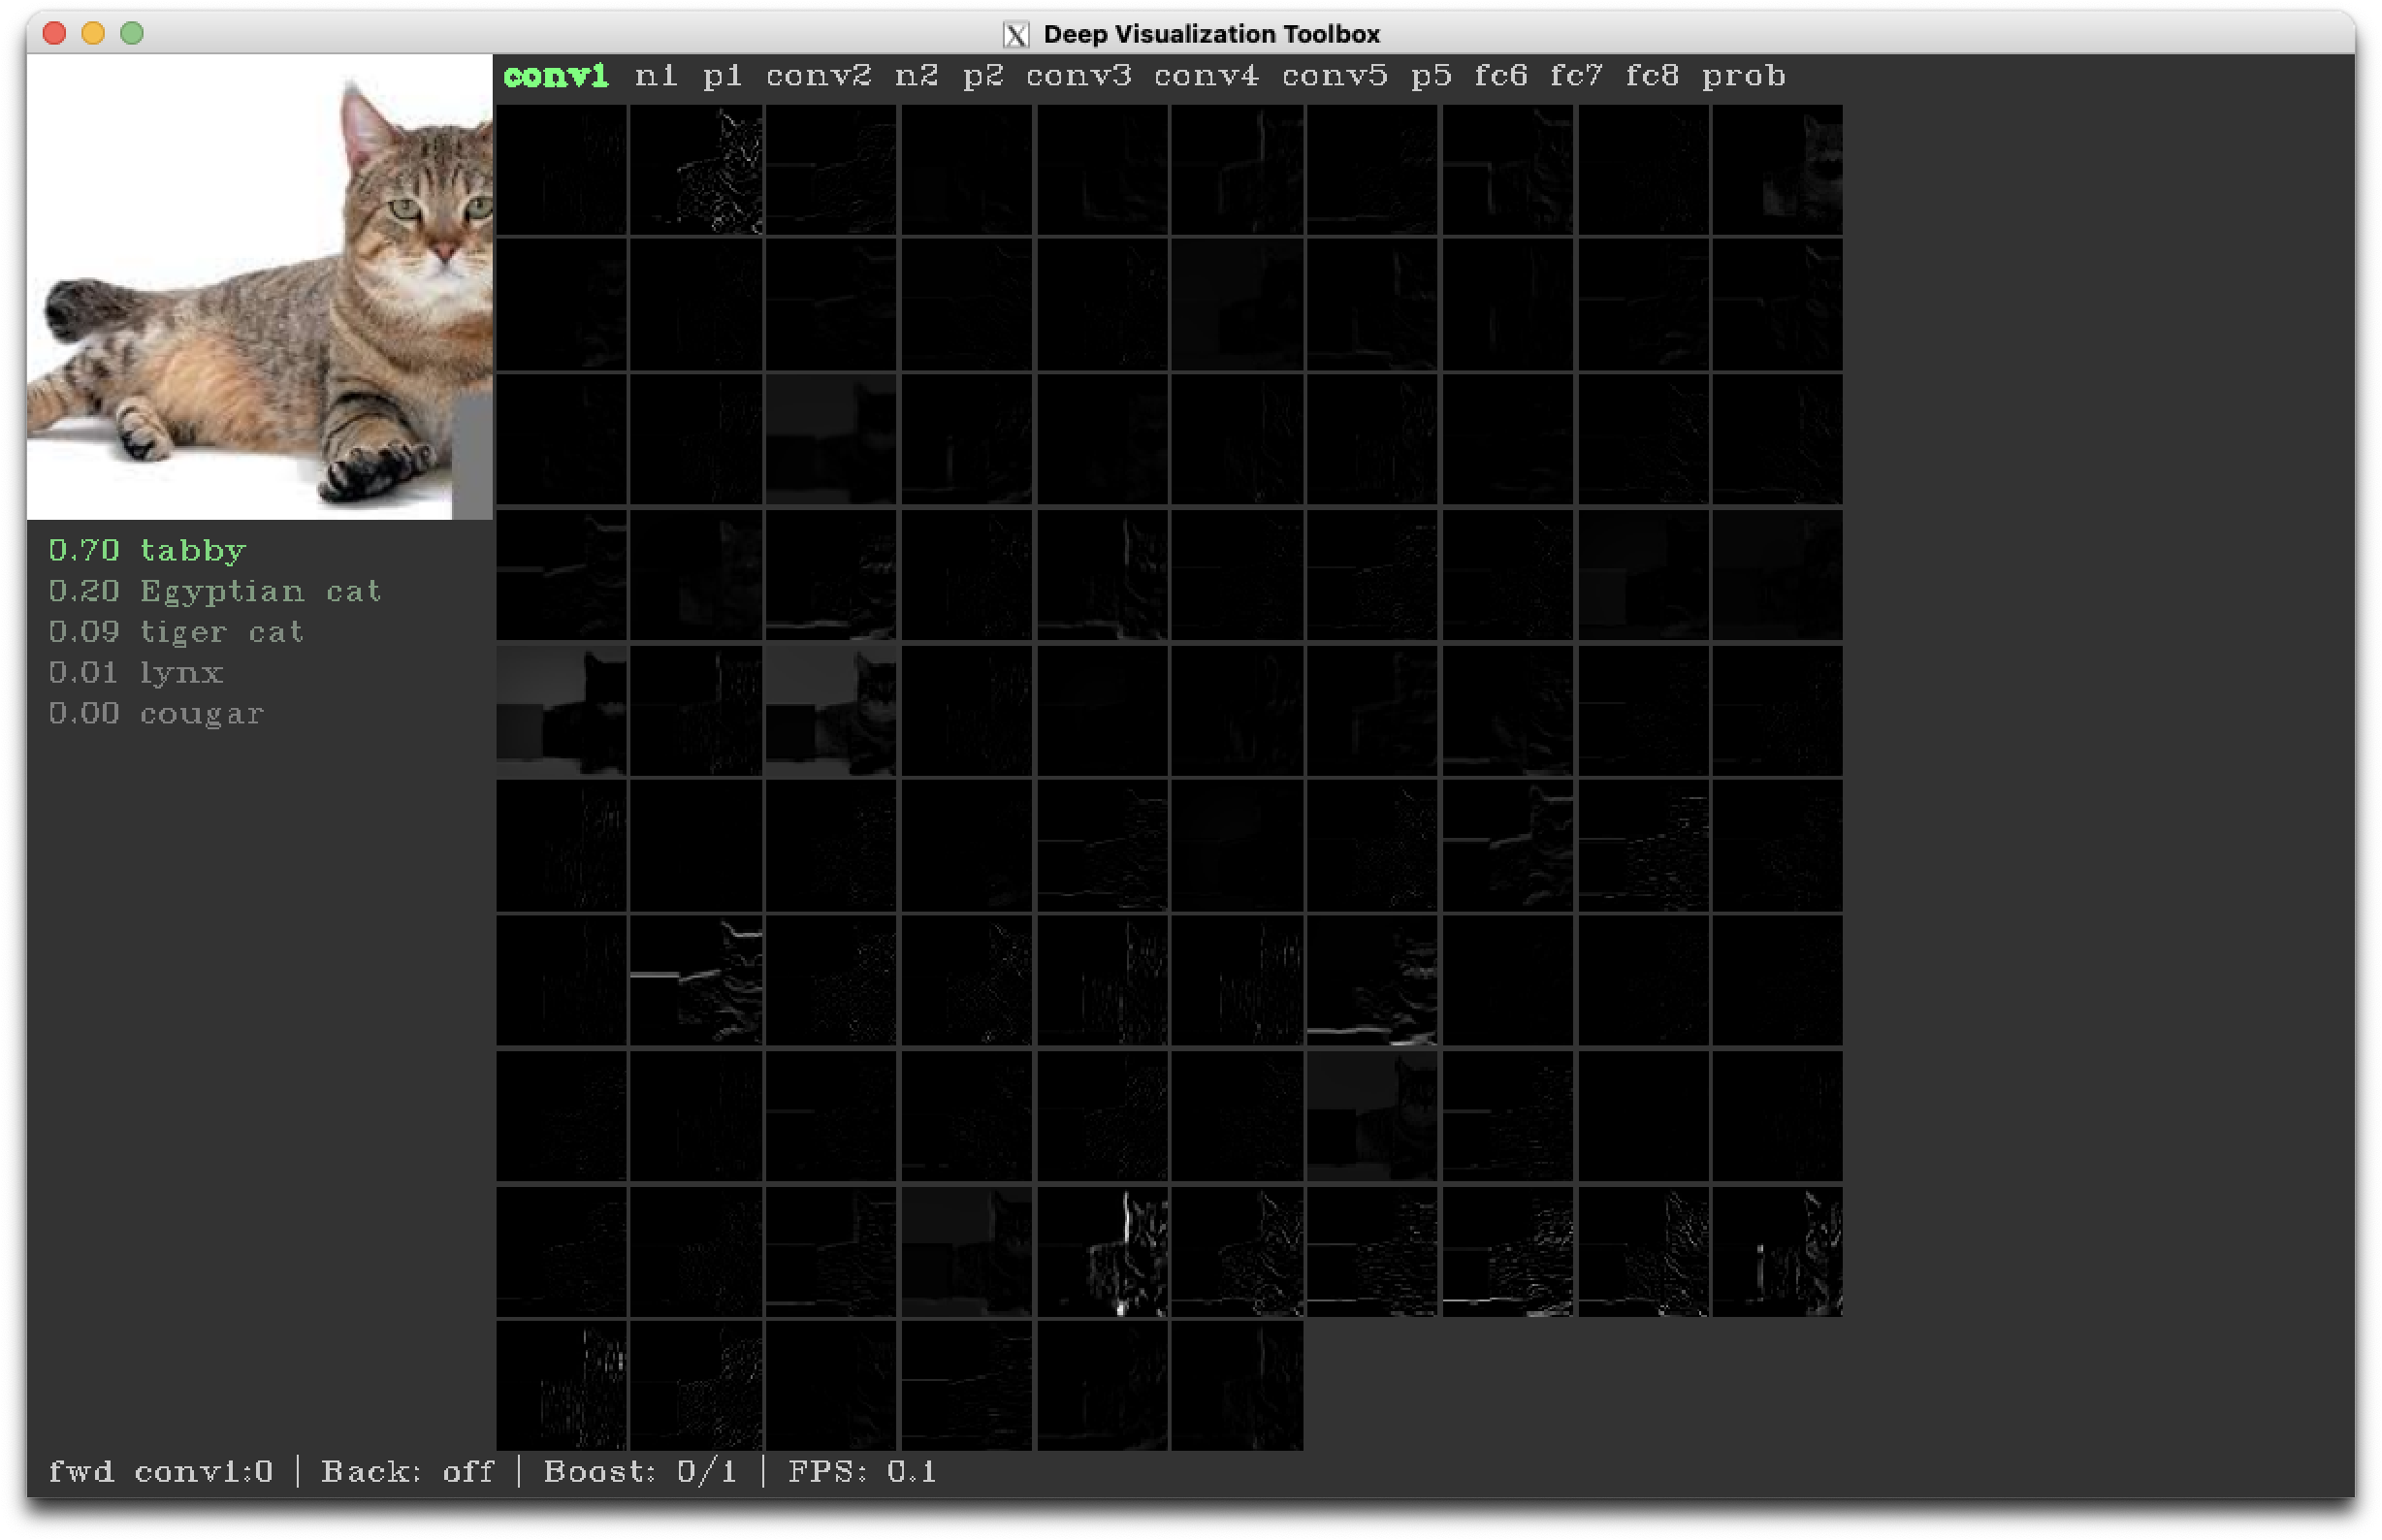 Deep Visualization Toolbox
conv1 n1 p1 conv2 n2 p2 conv3 conv4 conv5 p5 fc6 fc7 fc8 prob
0.70 tabby
0.20 Egyptian cat
0.09 tiger cat
0.01 lynx
0.00 cougar
fwd conv1:0 | Back: off | Boost: 0/1 | FPS: 0.1